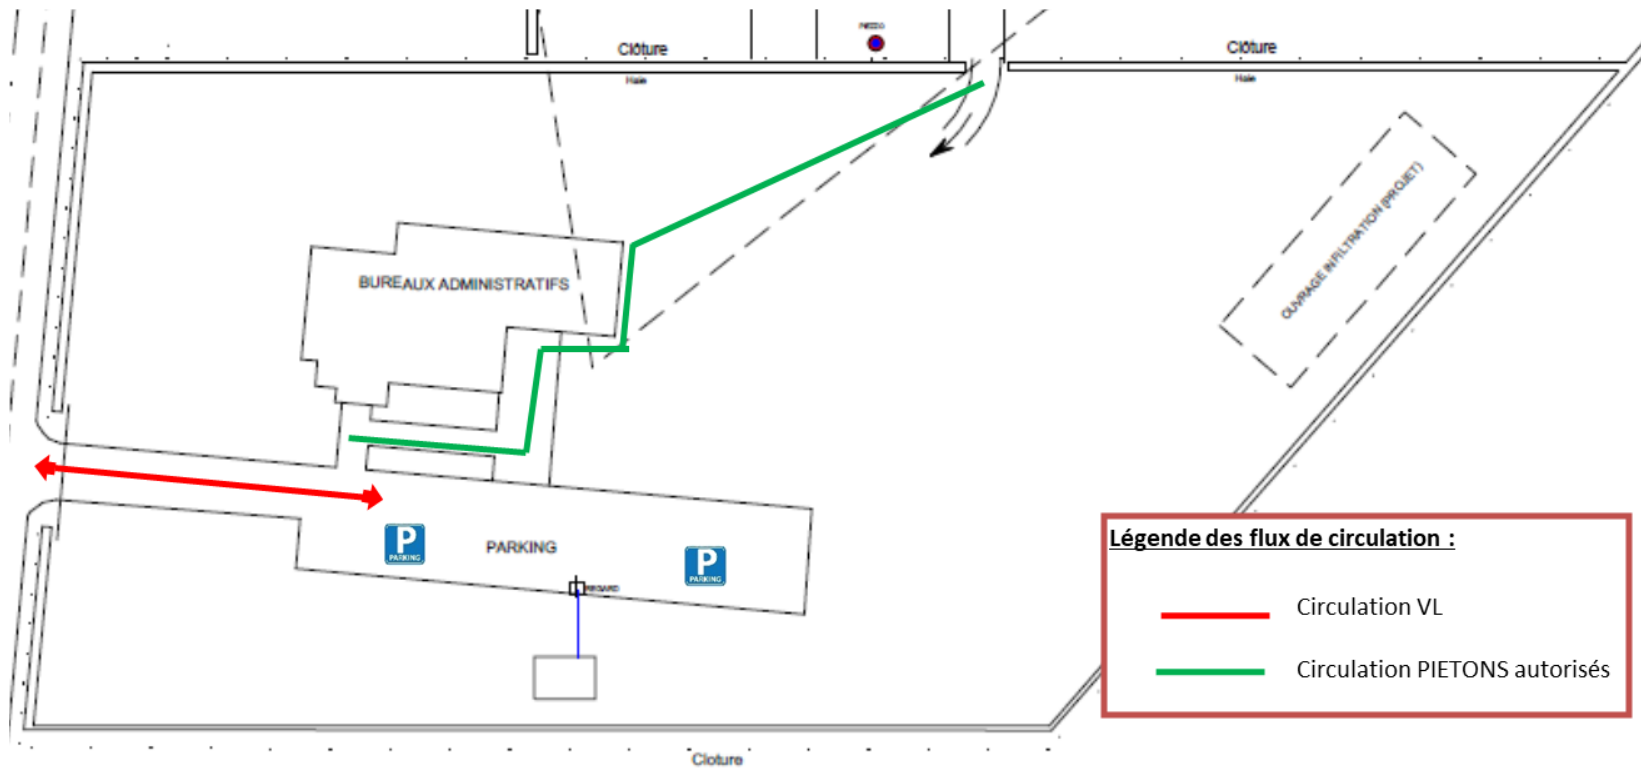 PIEZO
Clôture
Clôture
Haie
Haie
OUVRAGE INFILTRATION (PROJET)
BUREAUX ADMINISTRATIFS
P
PARKING
PARKING
P
PARKING
REGARD
Légende des flux de circulation :
Circulation VL
Circulation PIETONS autorisés
Cloture